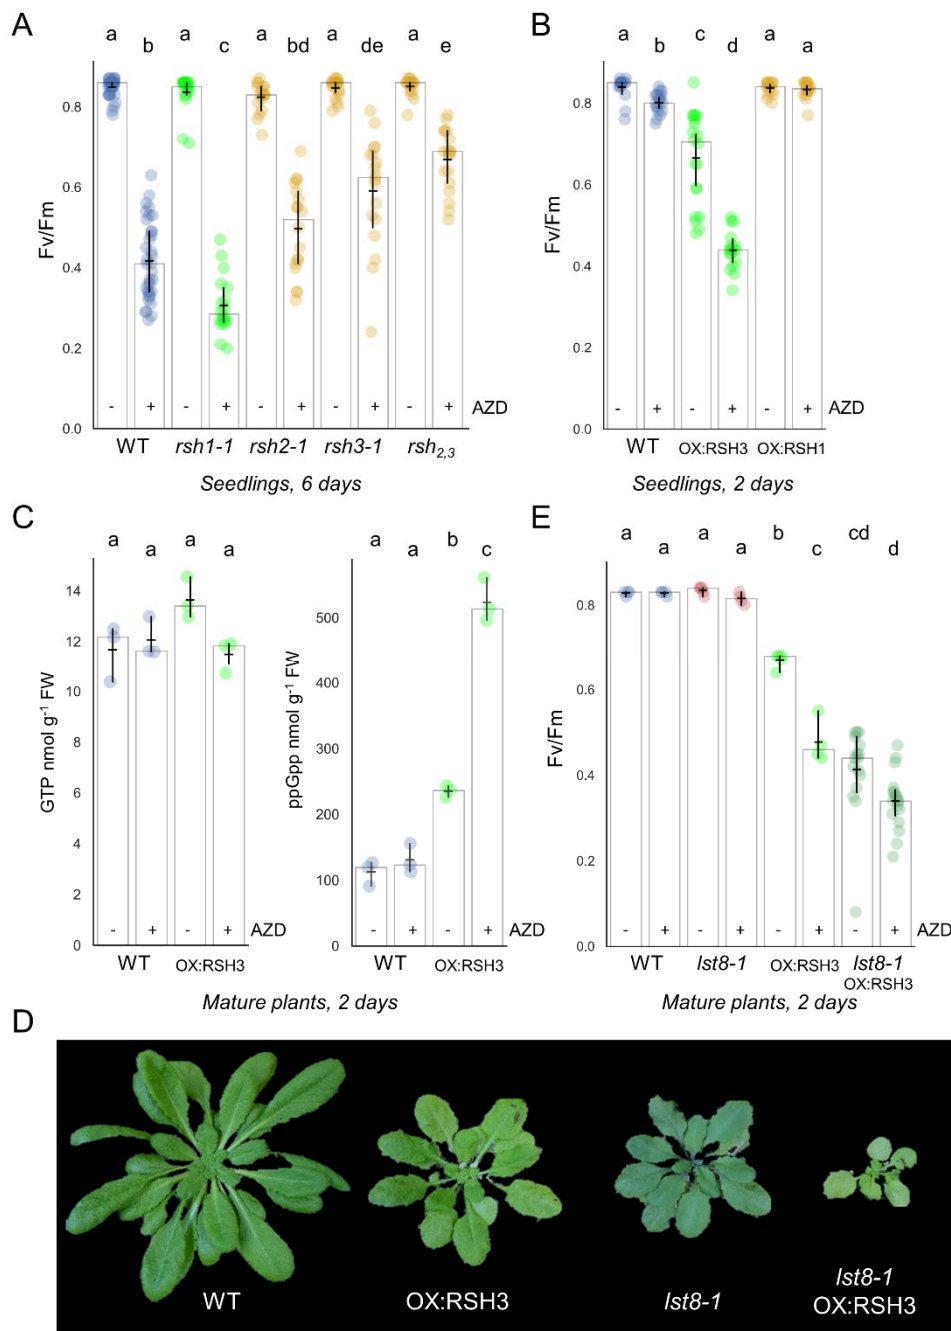 A
a b a c a bd a de a e
Fv/Fm
0.8
0.6
0.4
0.2
0.0
- + - + - + - + - + AZD
WT rsh1-1 rsh2-1 rsh3-1 rsh2,3
Seedlings, 6 days
B
a b c d a a
Fv/Fm
0.8
0.6
0.4
0.2
0.0
- + - + - + AZD
WT OX:RSH3 OX:RSH1
Seedlings, 2 days
C
a a a a
GTP nmol g-1 FW
14
12
10
8
6
4
2
0
- + - + AZD
WT OX:RSH3
a a b c
ppGpp nmol g-1 FW
500
400
300
200
100
0
- + - + AZD
WT OX:RSH3
Mature plants, 2 days
E
a a a a b c cd d
Fv/Fm
0.8
0.6
0.4
0.2
0.0
- + - + - + - + AZD
WT lst8-1 OX:RSH3 lst8-1
OX:RSH3
Mature plants, 2 days
D
WT OX:RSH3 lst8-1 lst8-1
OX:RSH3